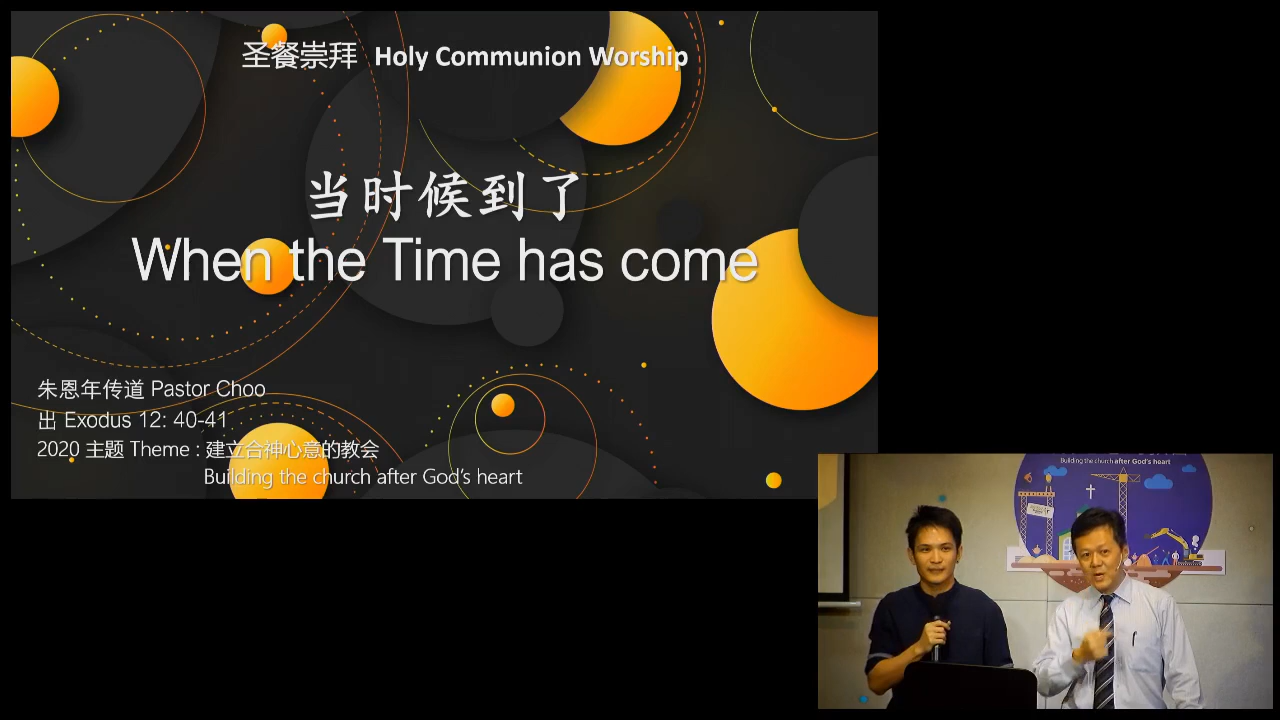 圣餐崇拜 Holy Communion Worship
当时候到了
When the Time has come
朱恩年传道 Pastor Choo
出 Exodus 12: 40-41
2020 主题 Theme : 建立合神心意的教会
Building the church after God's heart
Building the church after God's heart